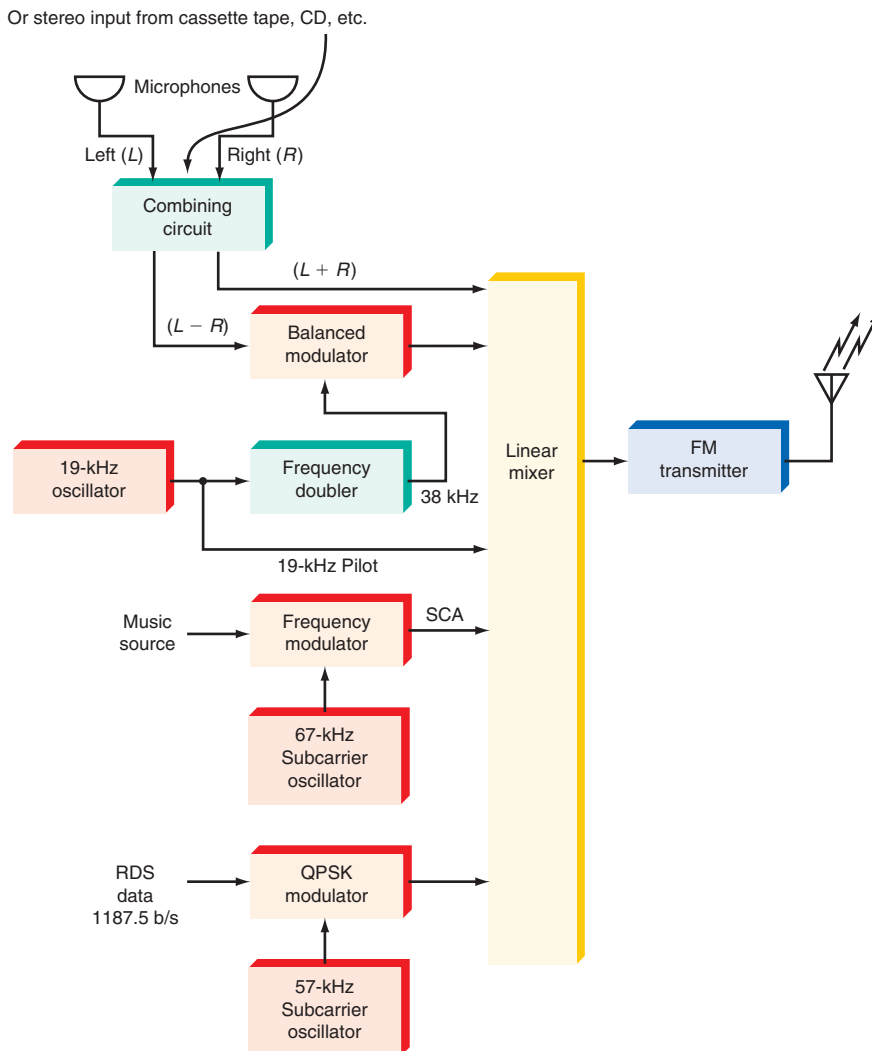 Or stereo input from cassette tape, CD, etc.
Microphones
Left (L)
Right (R)
Combining
circuit
(L + R)
(L − R)
Balanced
modulator
19-kHz
oscillator
Frequency
doubler
38 kHz
Linear
mixer
FM
transmitter
19-kHz Pilot
Music
source
Frequency
modulator
SCA
67-kHz
Subcarrier
oscillator
RDS
data
1187.5 b/s
QPSK
modulator
57-kHz
Subcarrier
oscillator